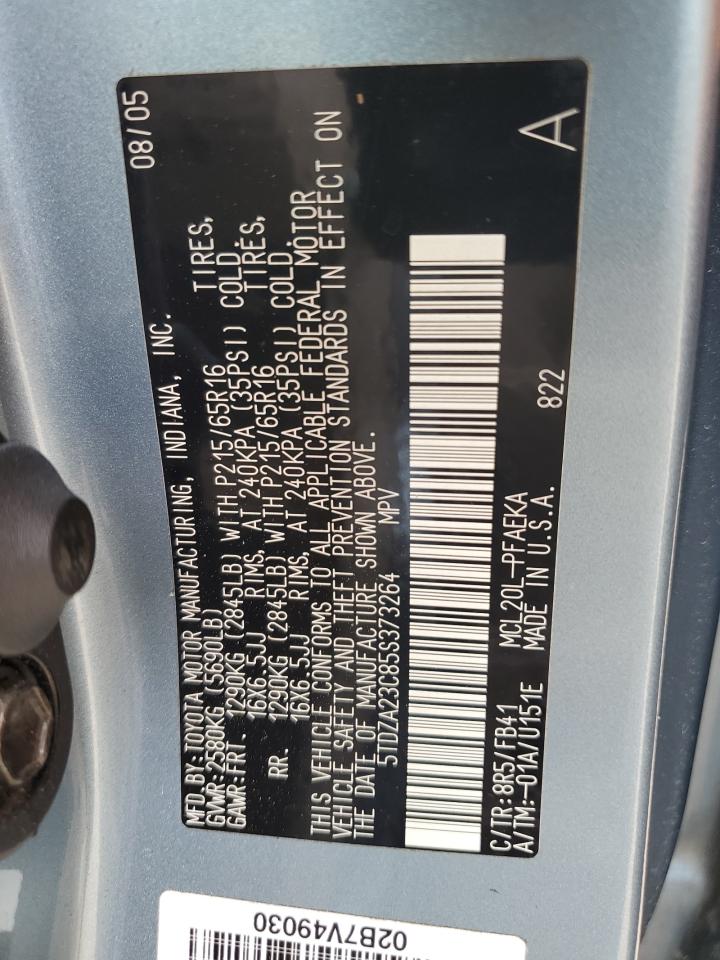 MFD.BY:TOYOTA MOTOR MANUFACTURING, INDIANA, INC. 08/05
GVWR:2580KG (5690LB)
GAWR:FRT. 1290KG (2845LB) WITH P215/65R16 TIRES,
16X6.5JJ RIMS, AT 240KPA (35PSI) COLD.
RR. 1290KG (2845LB) WITH P215/65R16 TIRES,
16X6.5JJ RIMS, AT 240KPA (35PSI) COLD.
THIS VEHICLE CONFORMS TO ALL APPLICABLE FEDERAL MOTOR
VEHICLE SAFETY AND THEFT PREVENTION STANDARDS IN EFFECT ON
THE DATE OF MANUFACTURE SHOWN ABOVE.
5TDZA23C85S373264 MPV
C/TR:8R5/FB41 MCL20L-PFAEKA 822
A/TM:-01A/U151E MADE IN U.S.A.
A
02B7V49030